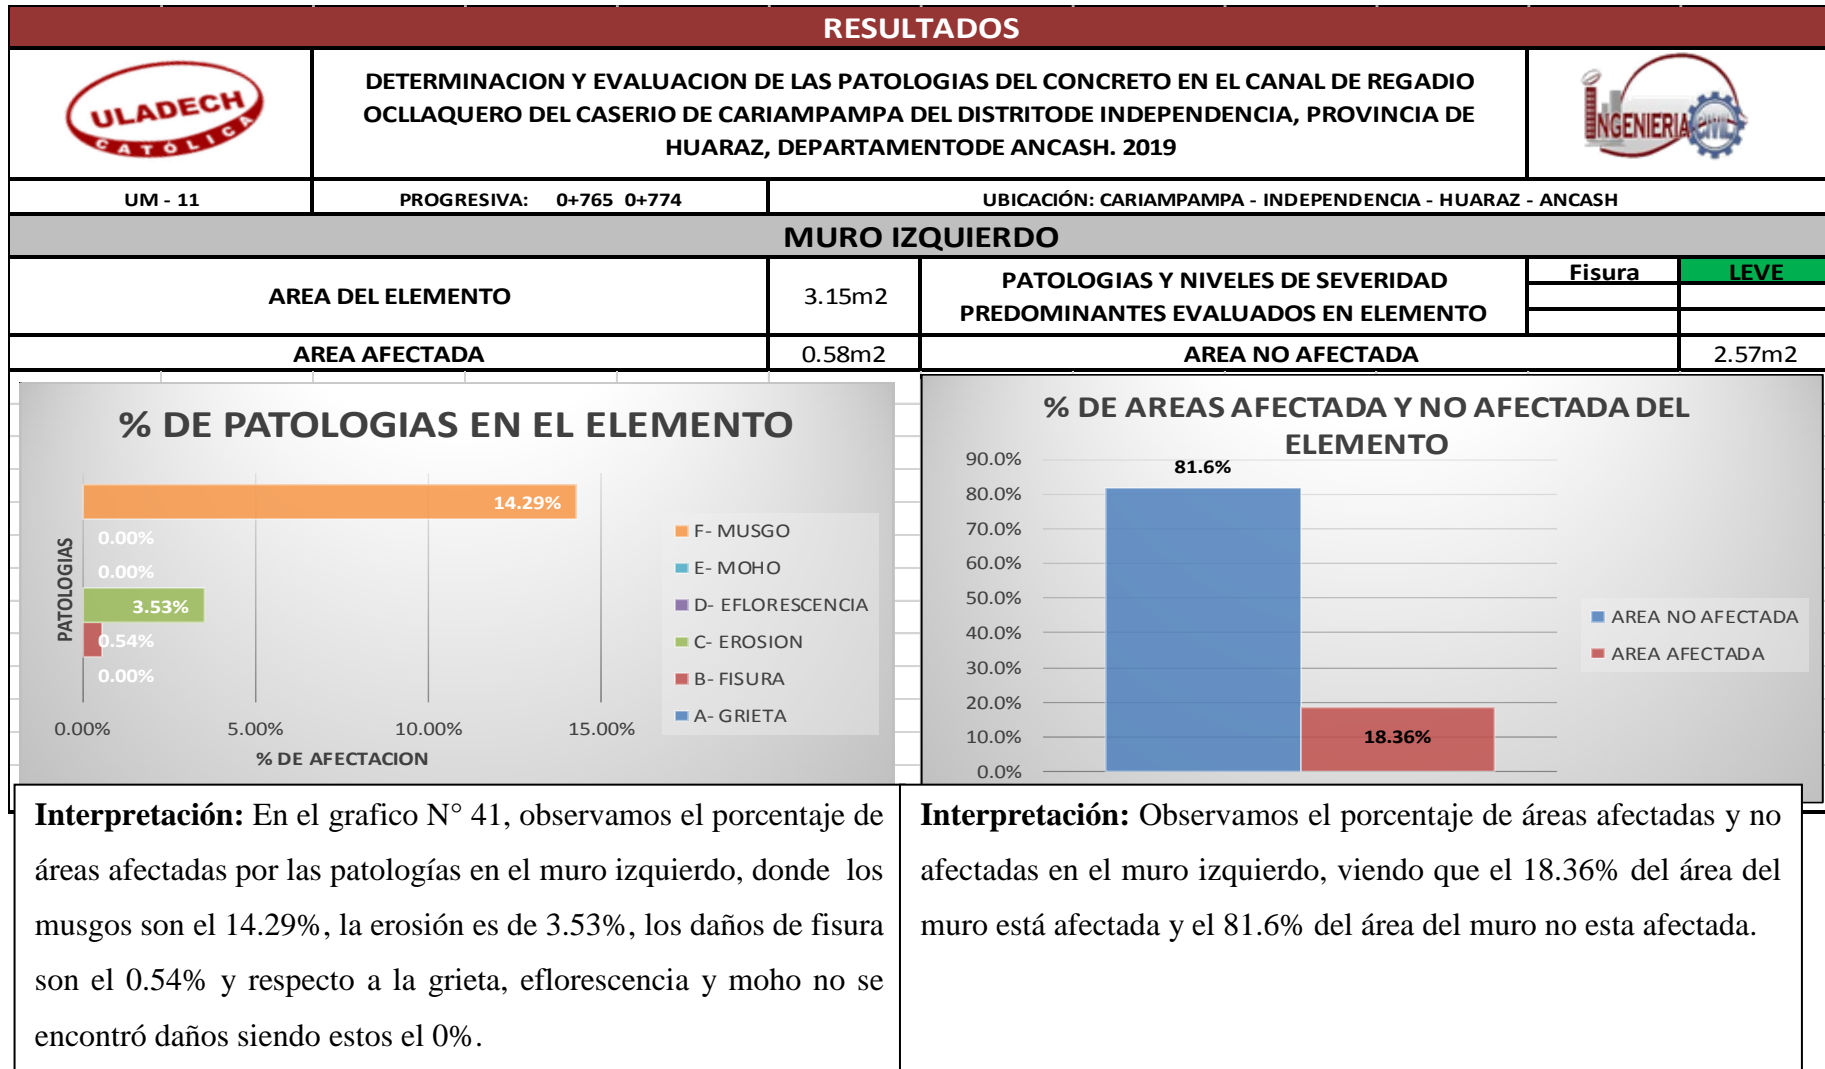 RESULTADOS
ULADECH
CATÓLICA
DETERMINACION Y EVALUACION DE LAS PATOLOGIAS DEL CONCRETO EN EL CANAL DE REGADIO
OCLLAQUERO DEL CASERIO DE CARIAMPAMPA DEL DISTRITODE INDEPENDENCIA, PROVINCIA DE
HUARAZ, DEPARTAMENTODE ANCASH. 2019
INGENIERIA CIVIL
UM - 11
PROGRESIVA: 0+765 0+774
UBICACIÓN: CARIAMPAMPA - INDEPENDENCIA - HUARAZ - ANCASH
MURO IZQUIERDO
AREA DEL ELEMENTO
3.15m2
PATOLOGIAS Y NIVELES DE SEVERIDAD
PREDOMINANTES EVALUADOS EN ELEMENTO
Fisura
LEVE
AREA AFECTADA
0.58m2
AREA NO AFECTADA
2.57m2
% DE PATOLOGIAS EN EL ELEMENTO
PATOLOGIAS
14.29%
0.00%
0.00%
3.53%
0.54%
0.00%
0.00%
5.00%
10.00%
15.00%
% DE AFECTACION
F- MUSGO
E- MOHO
D- EFLORESCENCIA
C- EROSION
B- FISURA
A- GRIETA
% DE AREAS AFECTADA Y NO AFECTADA DEL
ELEMENTO
90.0%
80.0%
70.0%
60.0%
50.0%
40.0%
30.0%
20.0%
10.0%
0.0%
81.6%
18.36%
AREA NO AFECTADA
AREA AFECTADA
Interpretación: En el grafico N° 41, observamos el porcentaje de
áreas afectadas por las patologías en el muro izquierdo, donde los
musgos son el 14.29%, la erosión es de 3.53%, los daños de fisura
son el 0.54% y respecto a la grieta, eflorescencia y moho no se
encontró daños siendo estos el 0%.
Interpretación: Observamos el porcentaje de áreas afectadas y no
afectadas en el muro izquierdo, viendo que el 18.36% del área del
muro está afectada y el 81.6% del área del muro no esta afectada.